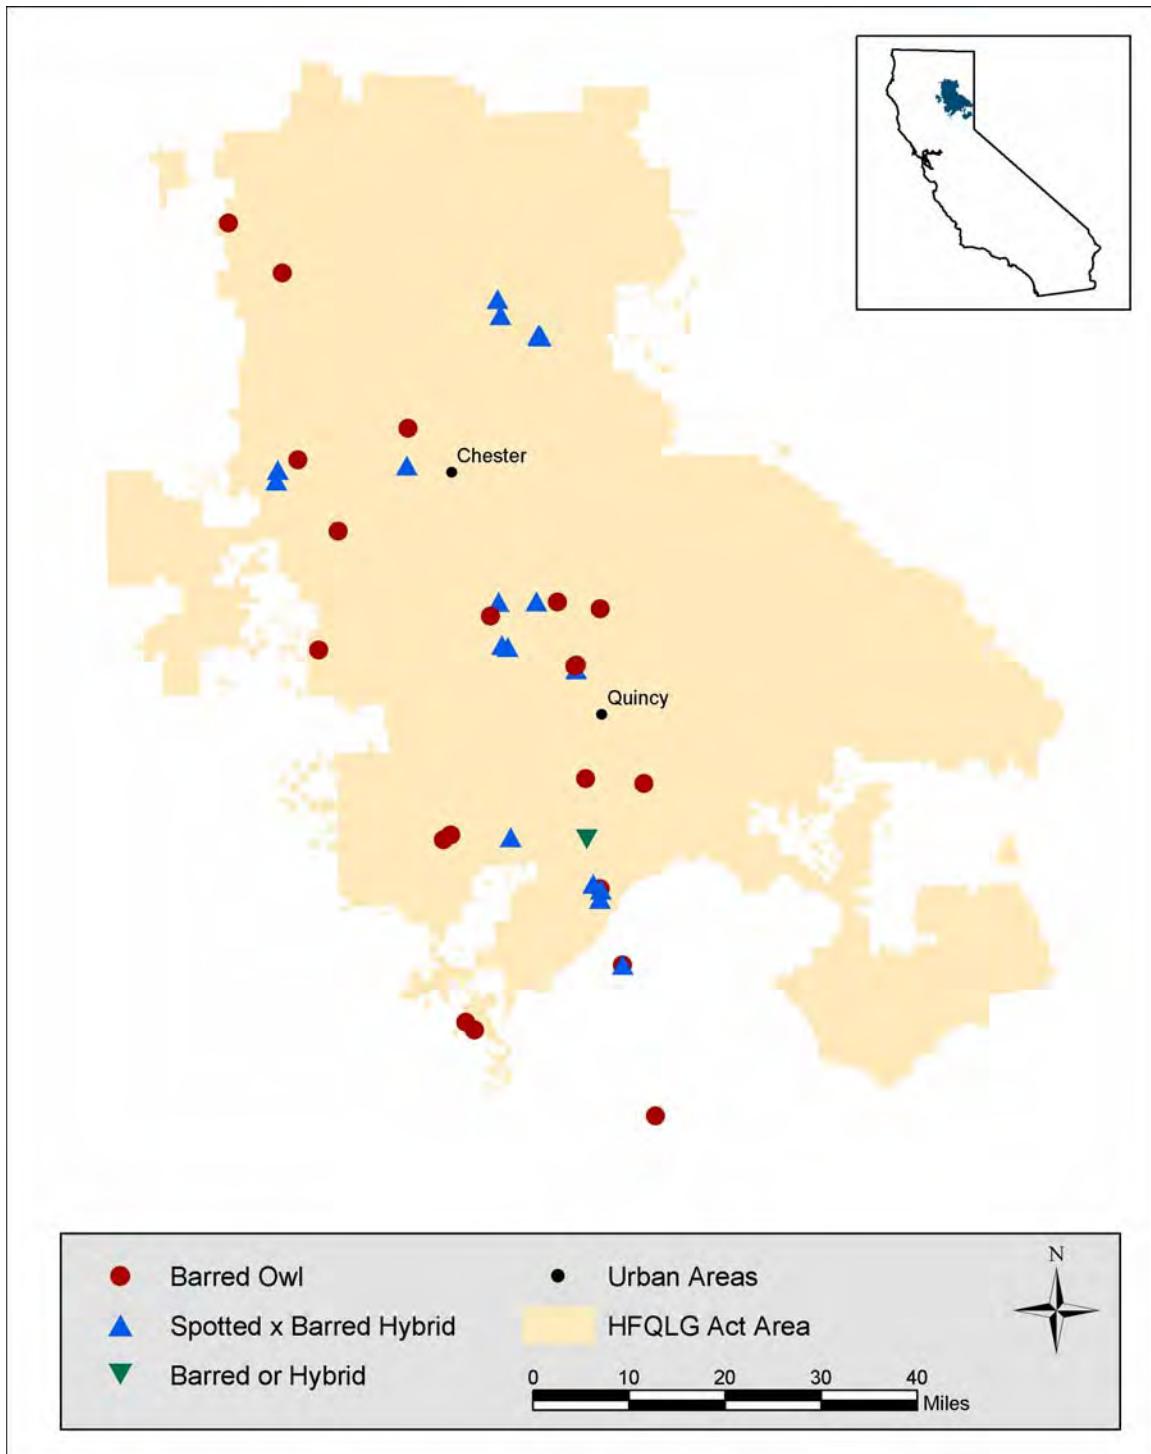 Chester
Quincy
Barred Owl
Spotted x Barred Hybrid
Barred or Hybrid
Urban Areas
HFQLG Act Area
0 10 20 30 40
Miles
N